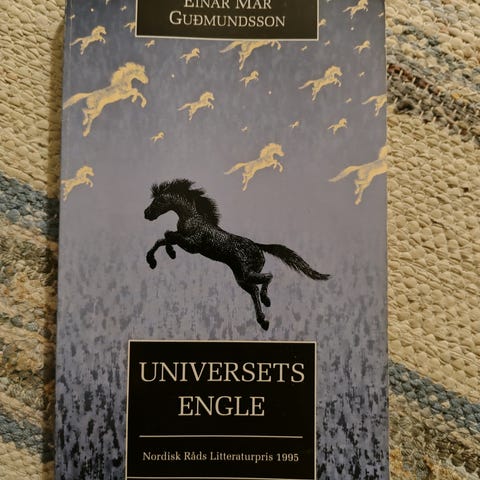 EINAR MÁR
GUÐMUNDSSON
UNIVERSETS
ENGLE
Nordisk Råds Litteraturpris 1995